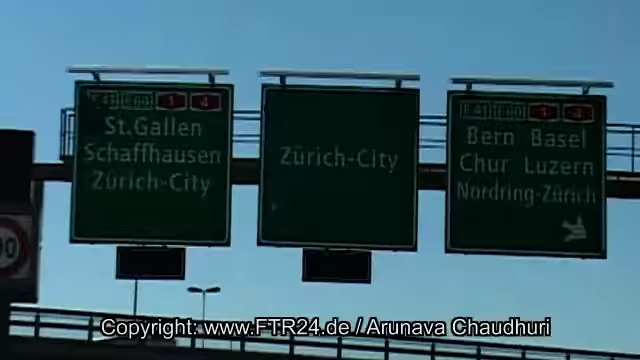 E41 E60 1 4
St.Gallen
Schaffhausen
Zürich-City
Zürich-City
E41 E60 1 4
Bern Basel
Chur Luzern
Nordring-Zürich
Copyright: www.FTR24.de / Arunava Chaudhuri